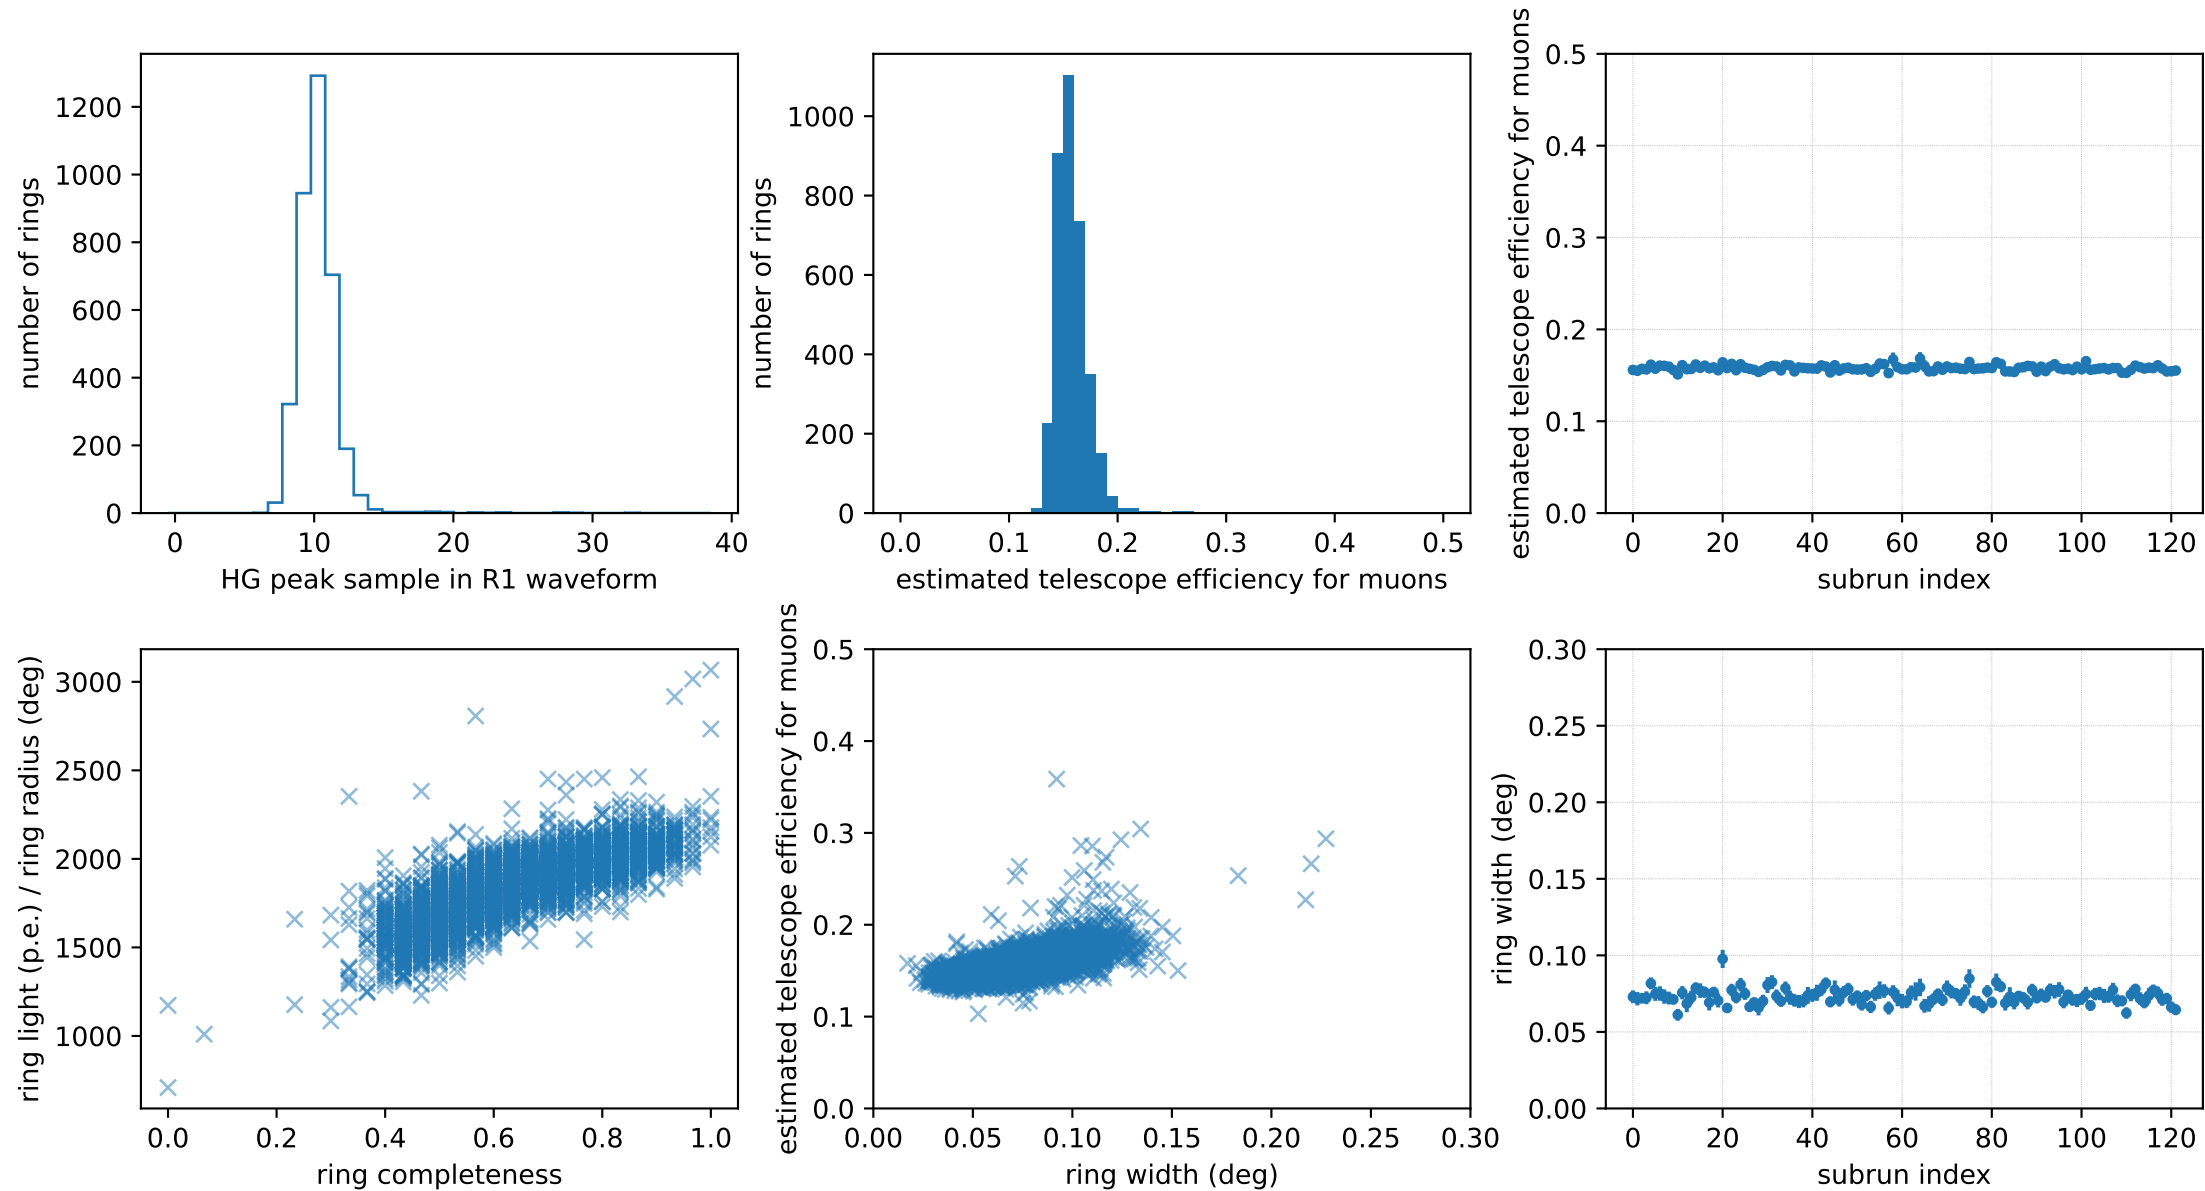 number of rings
1200
1000
800
600
400
200
0
0 10 20 30 40
HG peak sample in R1 waveform
number of rings
1000
800
600
400
200
0
0.0 0.1 0.2 0.3 0.4 0.5
estimated telescope efficiency for muons
estimated telescope efficiency for muons
0.5
0.4
0.3
0.2
0.1
0.0
0 20 40 60 80 100 120
subrun index
ring light (p.e.) / ring radius (deg)
3000
2500
2000
1500
1000
0.0 0.2 0.4 0.6 0.8 1.0
ring completeness
estimated telescope efficiency for muons
0.5
0.4
0.3
0.2
0.1
0.0
0.00 0.05 0.10 0.15 0.20 0.25 0.30
ring width (deg)
ring width (deg)
0.30
0.25
0.20
0.15
0.10
0.05
0.00
0 20 40 60 80 100 120
subrun index